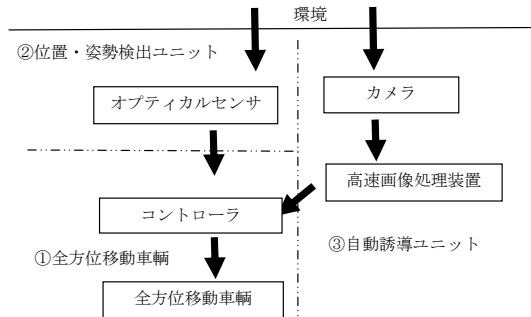 環境
②位置・姿勢検出ユニット
オプティカルセンサ
カメラ
高速画像処理装置
コントローラ
③自動誘導ユニット
①全方位移動車輌
全方位移動車輌